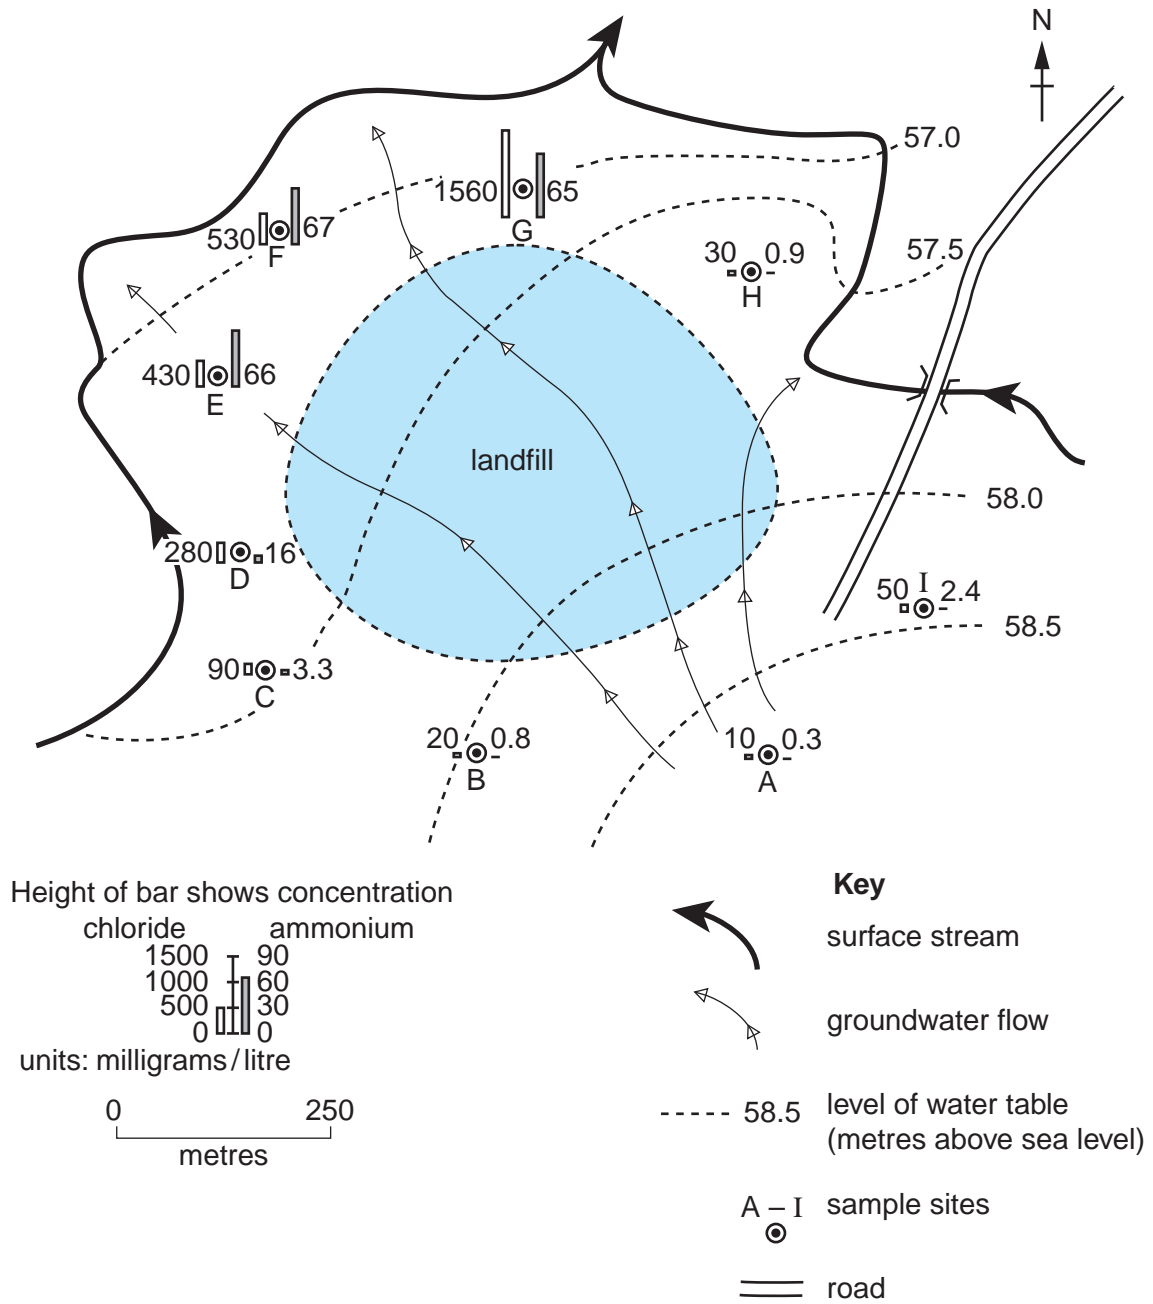 N
57.0
1560 65
G
530 67
F
57.5
30 0.9
H
430 66
E
landfill
58.0
280 16
D
50 I 2.4
58.5
90 3.3
C
20 0.8
B
10 0.3
A
Height of bar shows concentration
chloride ammonium
1500 90
1000 60
500 30
0 0
units: milligrams / litre
0 250
metres
Key
surface stream
groundwater flow
58.5 level of water table
(metres above sea level)
A – I sample sites
road